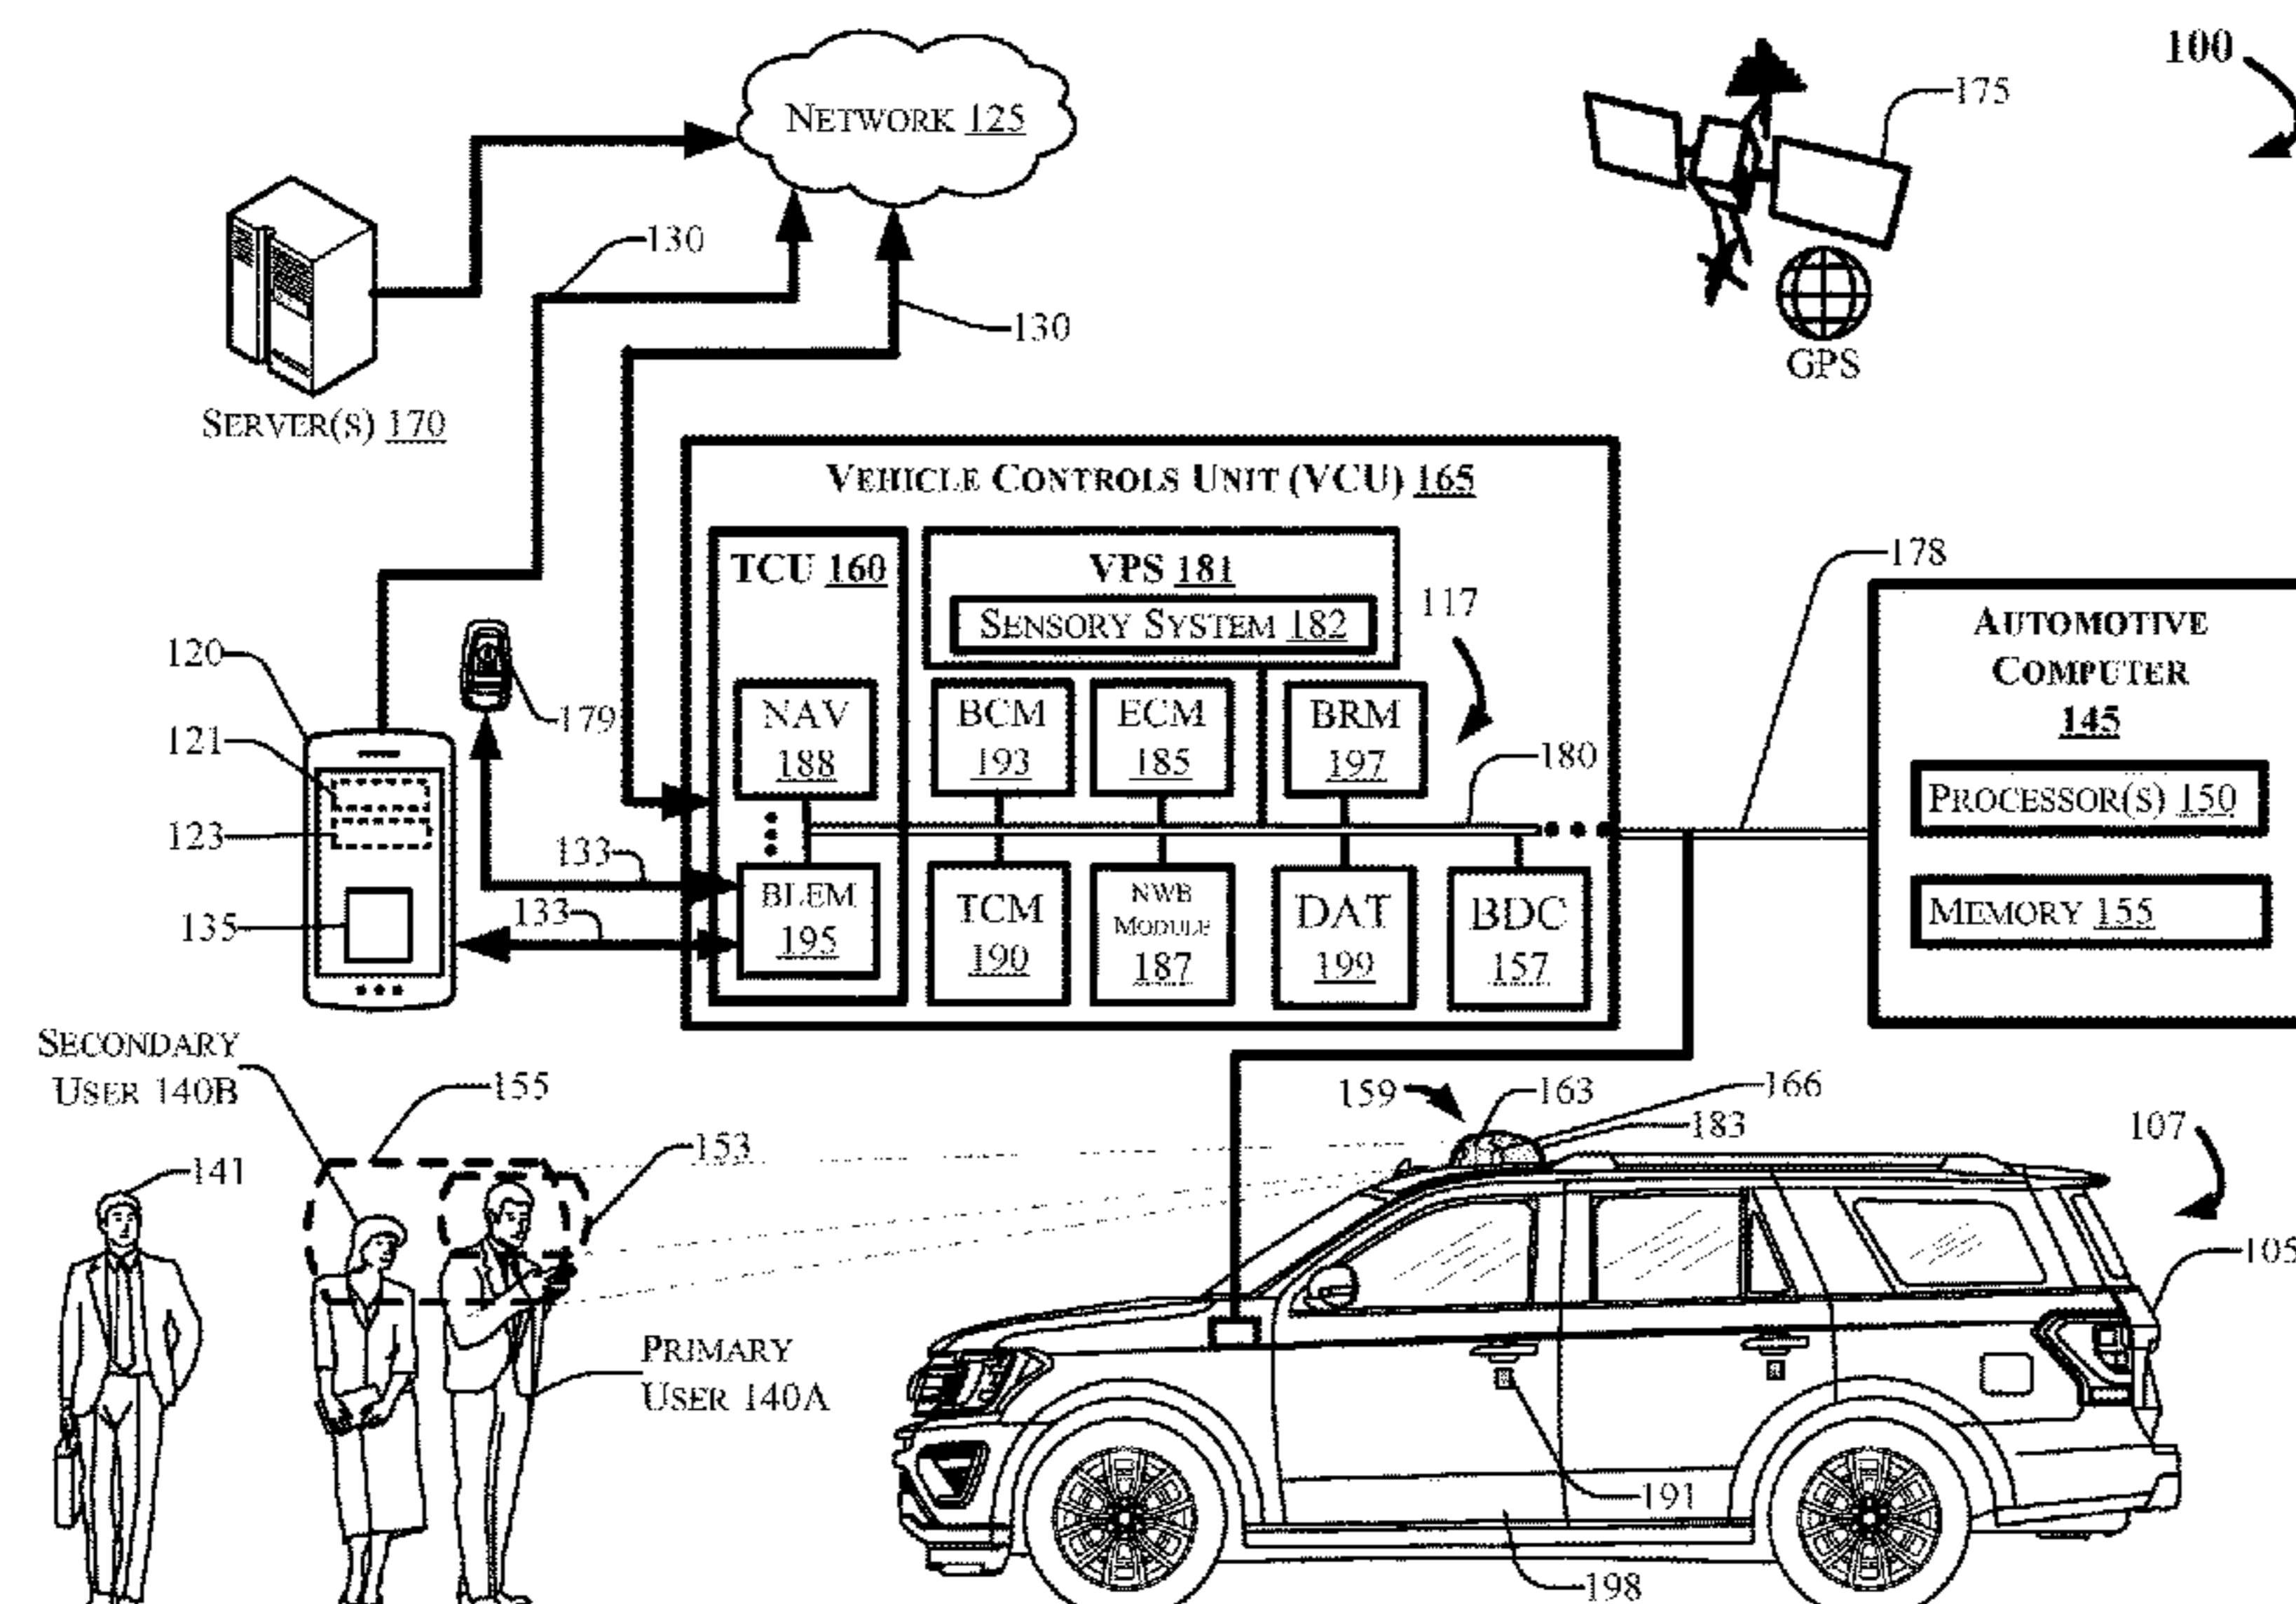 100
NETWORK 125
175
130
130
GPS
SERVER(S) 170
VEHICLE CONTROLS UNIT (VCU) 165
TCU 160
VPS 181
SENSORY SYSTEM 182
117
178
AUTOMOTIVE
COMPUTER
145
PROCESSOR(S) 150
MEMORY 155
120
121
123
135
179
NAV
188
BCM
193
ECM
185
BRM
197
180
133
133
BLEM
195
TCM
190
NWB
MODULE
187
DAT
199
BDC
157
SECONDARY
USER 140B
155
153
141
PRIMARY
USER 140A
159
163
166
183
107
105
191
198